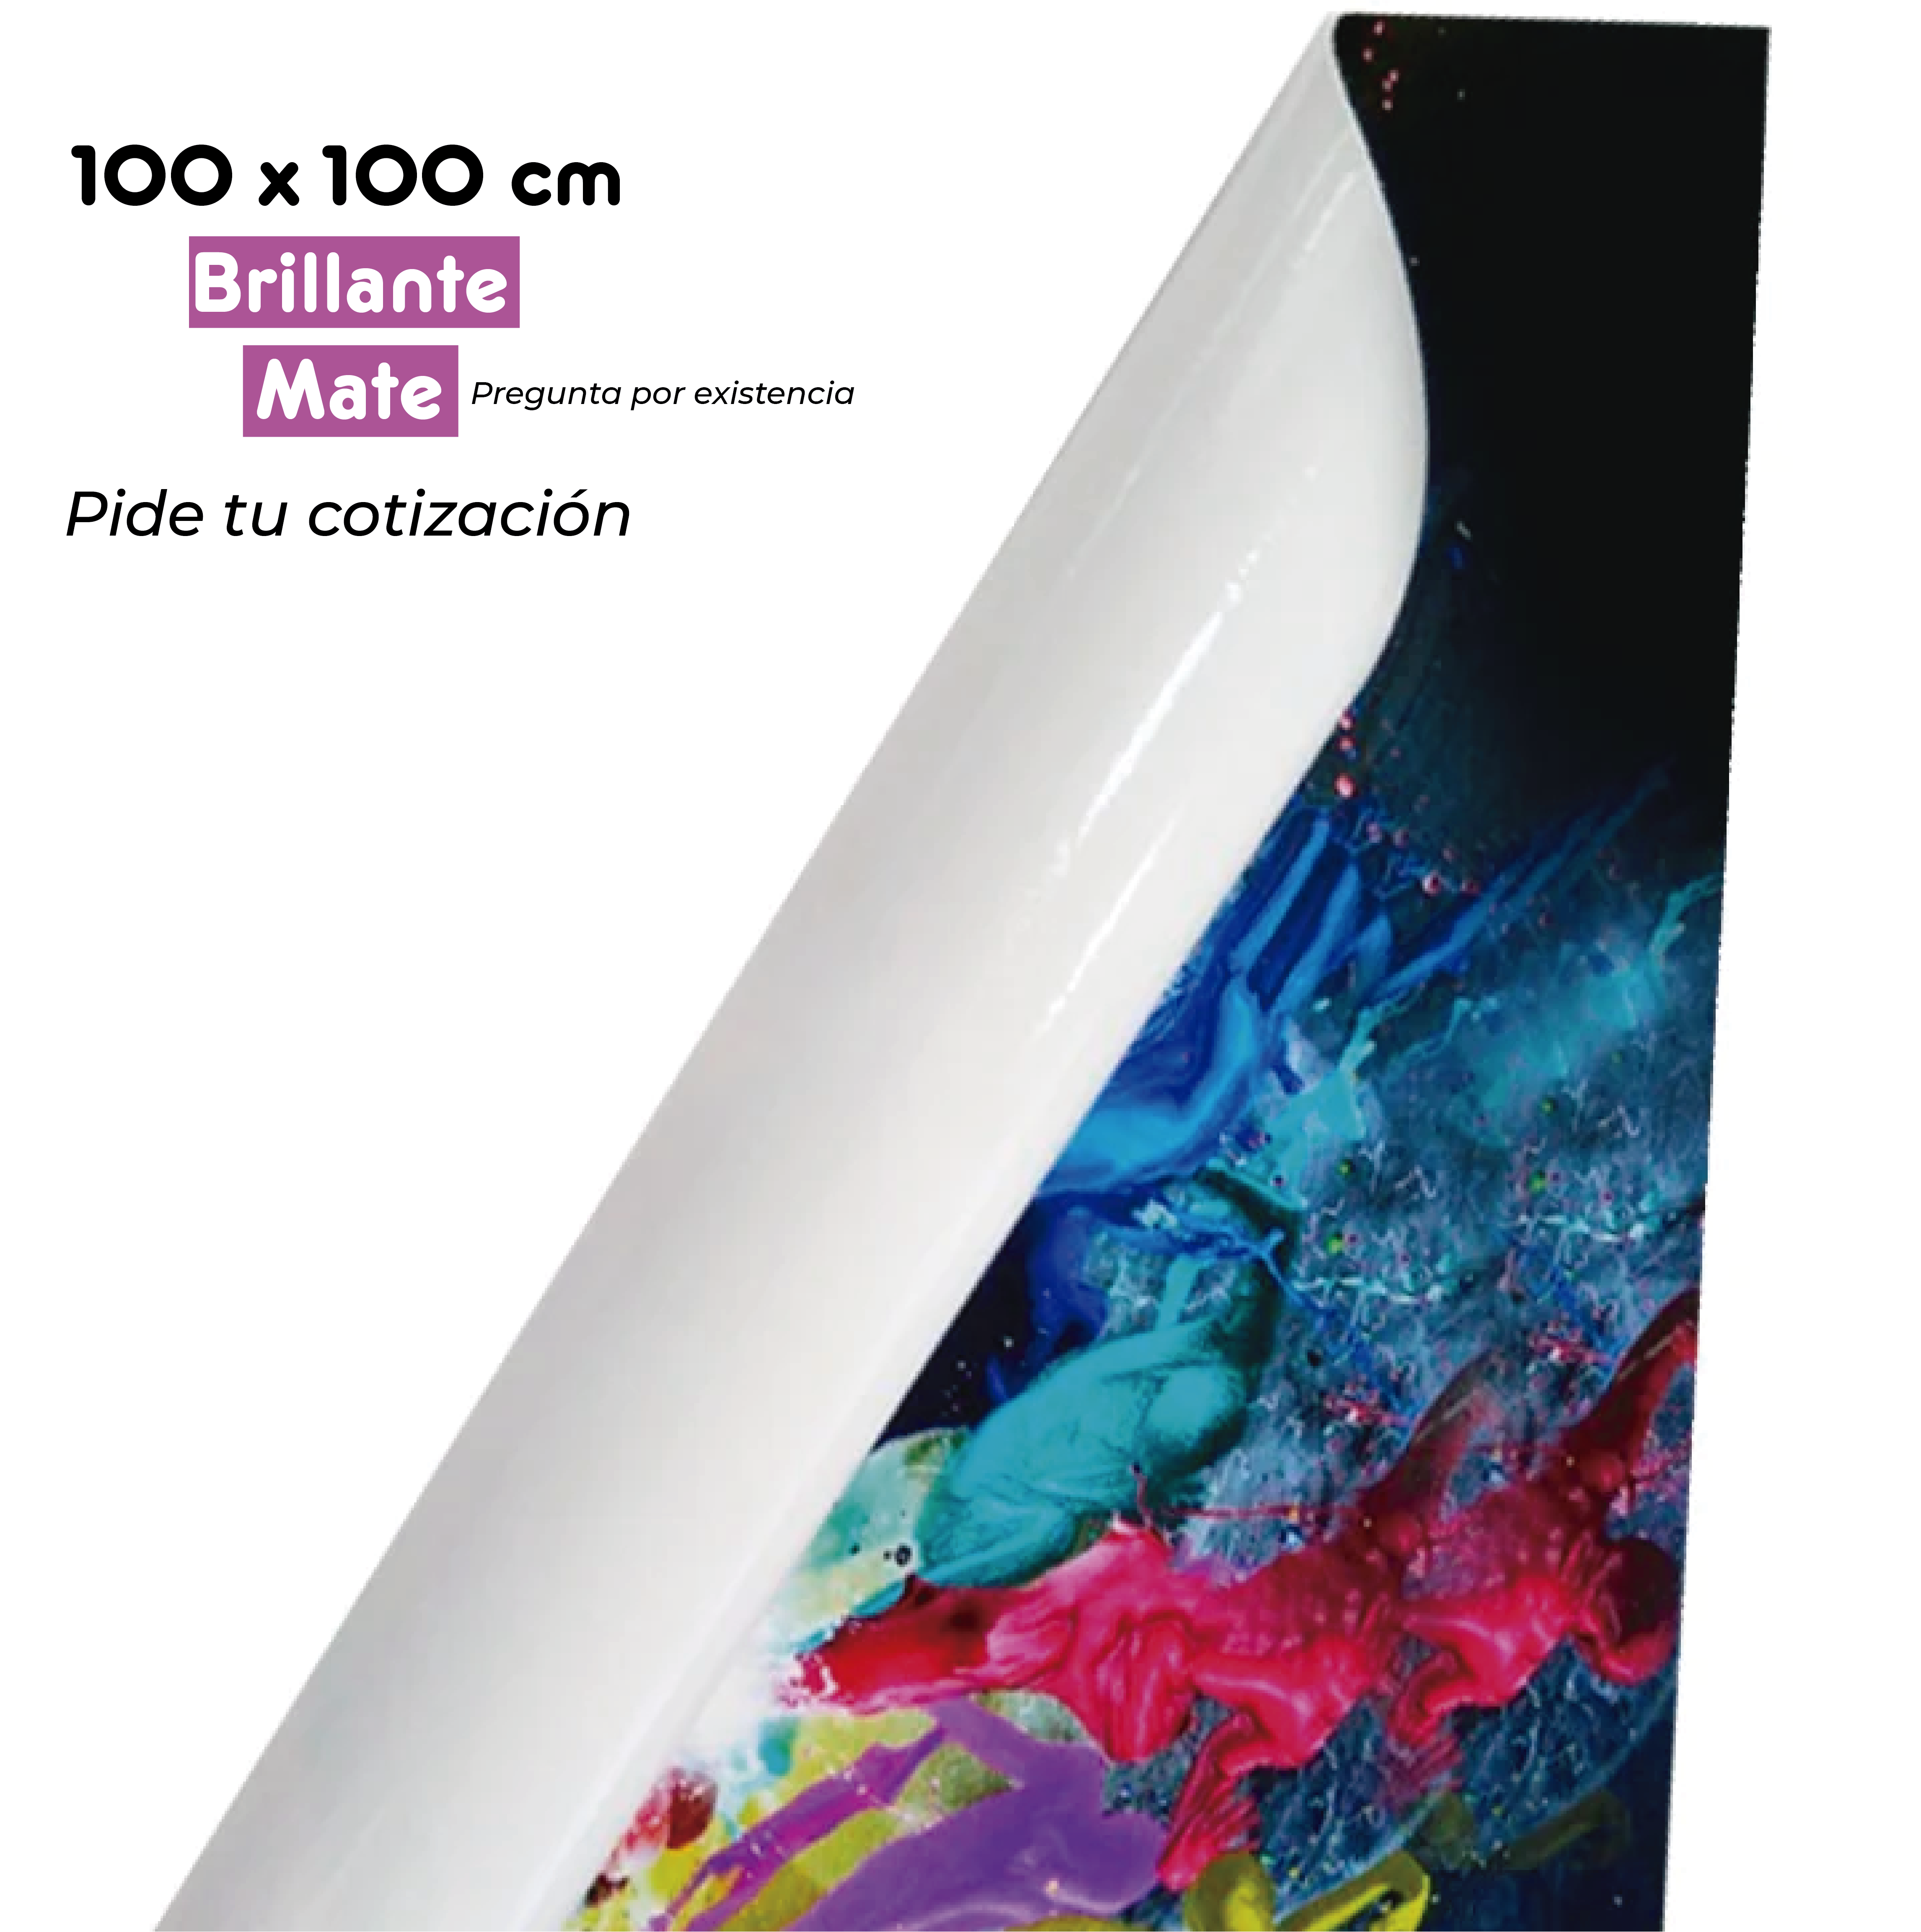 100 x 100 cm
Brillante
Mate Pregunta por existencia
Pide tu cotización